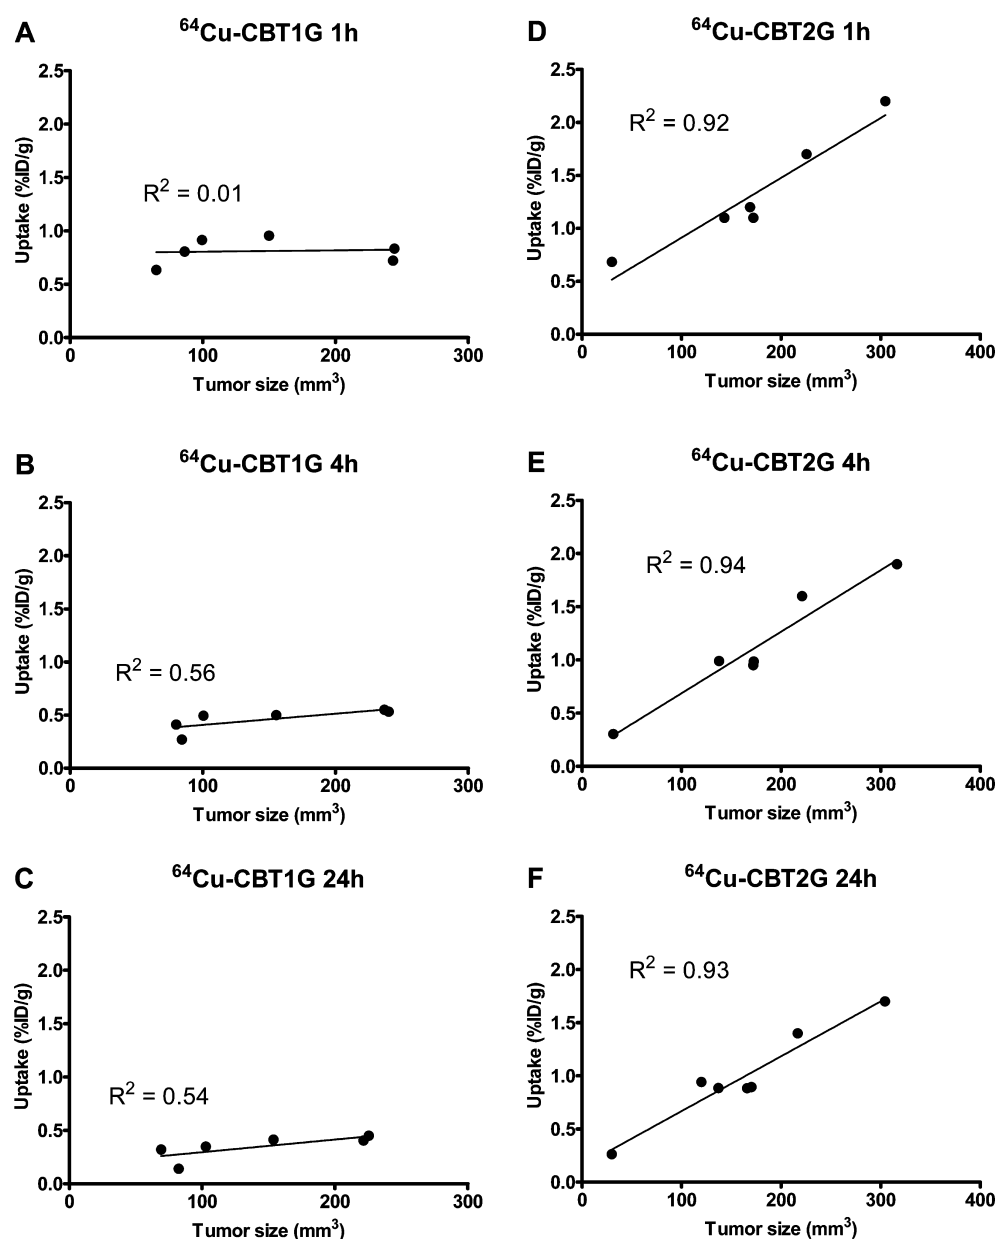 A
⁶⁴Cu-CBT1G 1h
2.5
2.0
1.5
1.0
0.5
0.0
Uptake (%ID/g)
R² = 0.01
0 100 200 300
Tumor size (mm³)
D
⁶⁴Cu-CBT2G 1h
2.5
2.0
1.5
1.0
0.5
0.0
Uptake (%ID/g)
R² = 0.92
0 100 200 300 400
Tumor size (mm³)
B
⁶⁴Cu-CBT1G 4h
2.5
2.0
1.5
1.0
0.5
0.0
Uptake (%ID/g)
R² = 0.56
0 100 200 300
Tumor size (mm³)
E
⁶⁴Cu-CBT2G 4h
2.5
2.0
1.5
1.0
0.5
0.0
Uptake (%ID/g)
R² = 0.94
0 100 200 300 400
Tumor size (mm³)
C
⁶⁴Cu-CBT1G 24h
2.5
2.0
1.5
1.0
0.5
0.0
Uptake (%ID/g)
R² = 0.54
0 100 200 300
Tumor size (mm³)
F
⁶⁴Cu-CBT2G 24h
2.5
2.0
1.5
1.0
0.5
0.0
Uptake (%ID/g)
R² = 0.93
0 100 200 300 400
Tumor size (mm³)